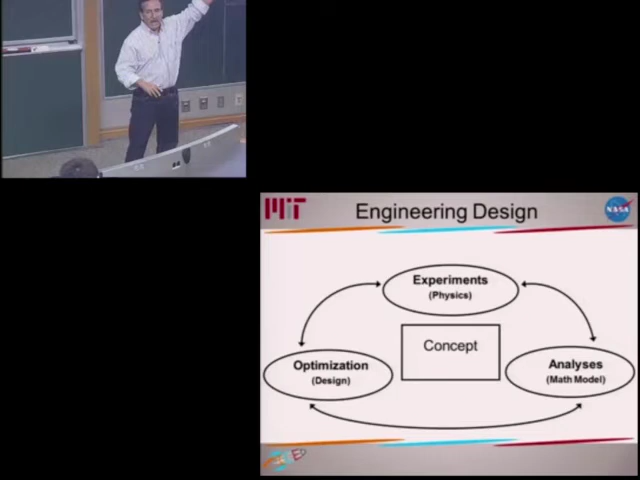 MIT
Engineering Design
NASA
Experiments
(Physics)
Concept
Optimization
(Design)
Analyses
(Math Model)